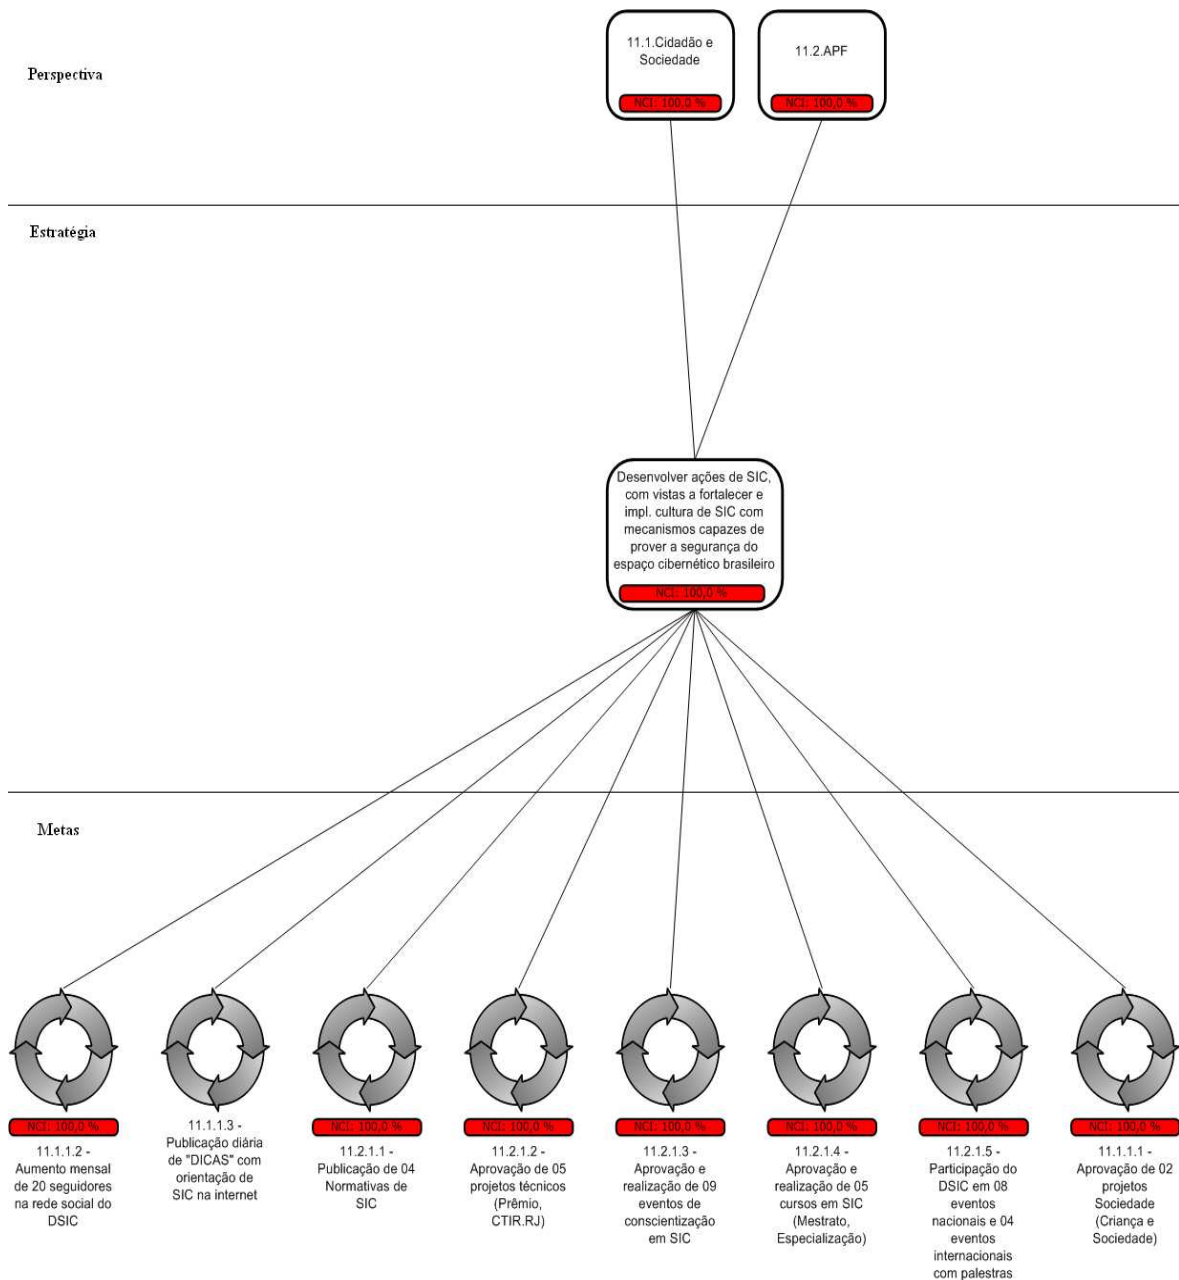 11.1.Cidadão e
Sociedade
NCI: 100,0 %
11.2.APF
NCI: 100,0 %
Perspectiva
Estratégia
Desenvolver ações de SIC,
com vistas a fortalecer e
impl. cultura de SIC com
mecanismos capazes de
prover a segurança do
espaço cibernético brasileiro
NCI: 100,0 %
Metas
NCI: 100,0 %
11.1.1.2 -
Aumento mensal
de 20 seguidores
na rede social do
DSIC
11.1.1.3 -
Publicação diária
de "DICAS" com
orientação de
SIC na internet
NCI: 100,0 %
11.2.1.1 -
Publicação de 04
Normativas de
SIC
NCI: 100,0 %
11.2.1.2 -
Aprovação de 05
projetos técnicos
(Prêmio,
CTIR.RJ)
NCI: 100,0 %
11.2.1.3 -
Aprovação e
realização de 09
eventos de
conscientização
em SIC
NCI: 100,0 %
11.2.1.4 -
Aprovação e
realização de 05
cursos em SIC
(Mestrato,
Especialização)
NCI: 100,0 %
11.2.1.5 -
Participação do
DSIC em 08
eventos
nacionais e 04
eventos
internacionais
com palestras
NCI: 100,0 %
11.1.1.1 -
Aprovação de 02
projetos
Sociedade
(Criança e
Sociedade)